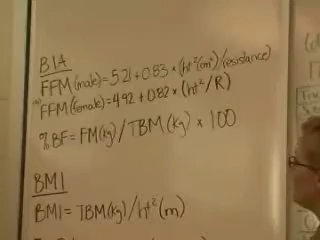 BIA
FFM(male)=5.21+0.83×(ht²(cm²)/resistance)
FFM(female)=4.92+0.82×(ht²/R)
%BF=FM(kg)/TBM(kg)×100
BMI
BMI=TBM(kg)/ht²(m)